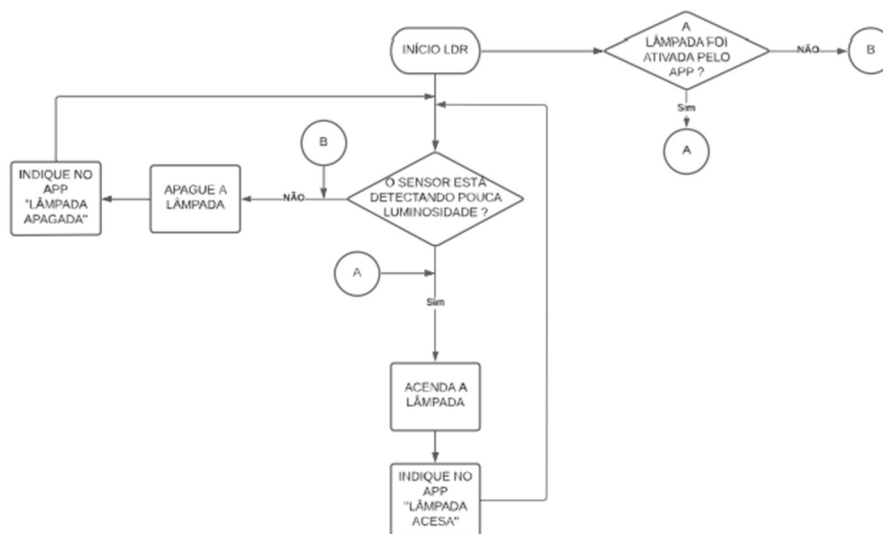 INÍCIO LDR
A
LÂMPADA FOI
ATIVADA PELO
APP ?
NÃO
B
Sim
A
B
O SENSOR ESTÁ
DETECTANDO POUCA
LUMINOSIDADE ?
NÃO
APAGUE A
LÂMPADA
INDIQUE NO
APP
"LÂMPADA
APAGADA"
A
Sim
ACENDA A
LÂMPADA
INDIQUE NO
APP
"LÂMPADA
ACESA"